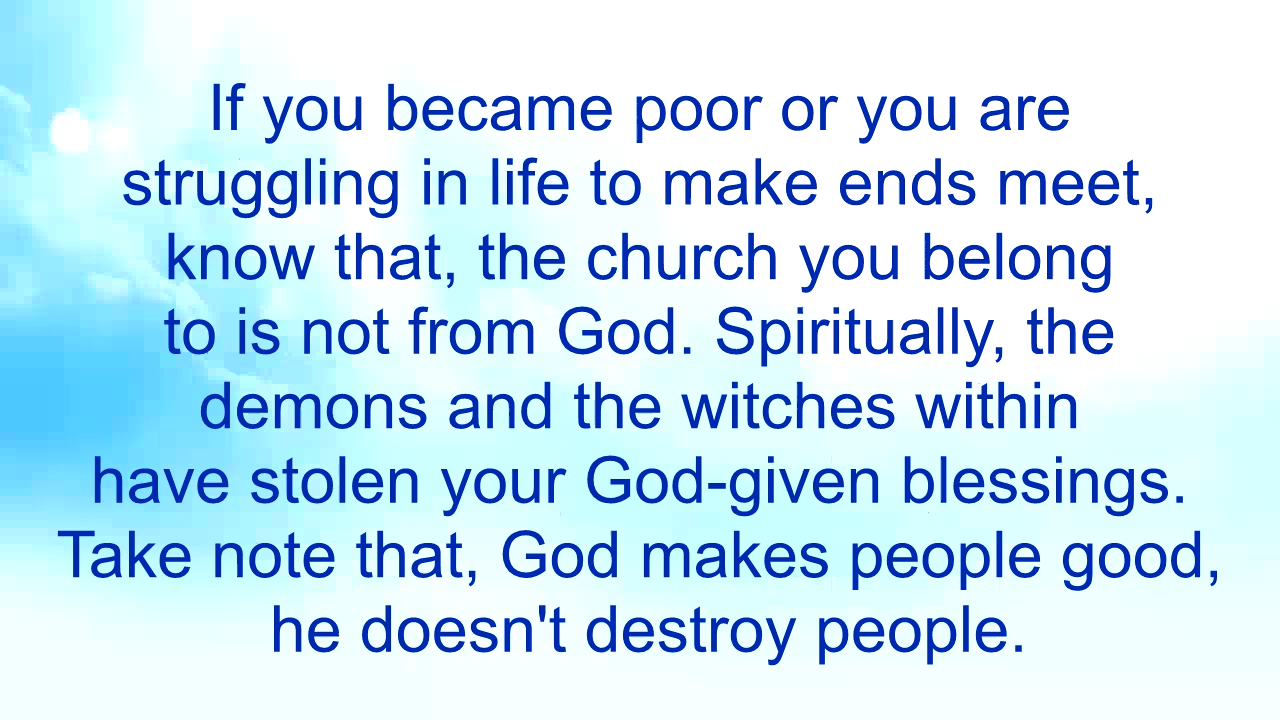 If you became poor or you are
struggling in life to make ends meet,
know that, the church you belong
to is not from God. Spiritually, the
demons and the witches within
have stolen your God-given blessings.
Take note that, God makes people good,
he doesn't destroy people.